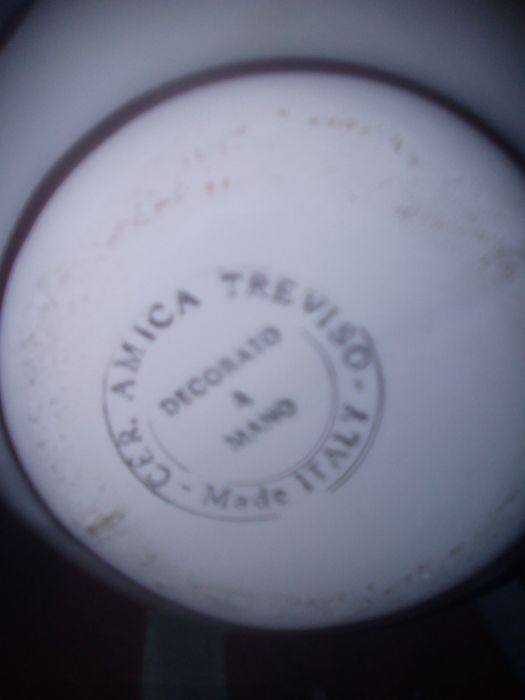 CER. AMICA TREVISO - Made ITALY -
DECORATO
A
MANO